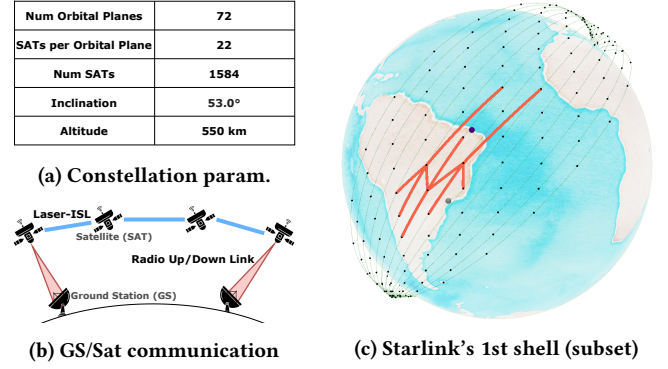 Num Orbital Planes 72
SATs per Orbital Plane 22
Num SATs 1584
Inclination 53.0°
Altitude 550 km
(a) Constellation param.
Laser-ISL
Satellite (SAT)
Radio Up/Down Link
Ground Station (GS)
(b) GS/Sat communication
(c) Starlink's 1st shell (subset)